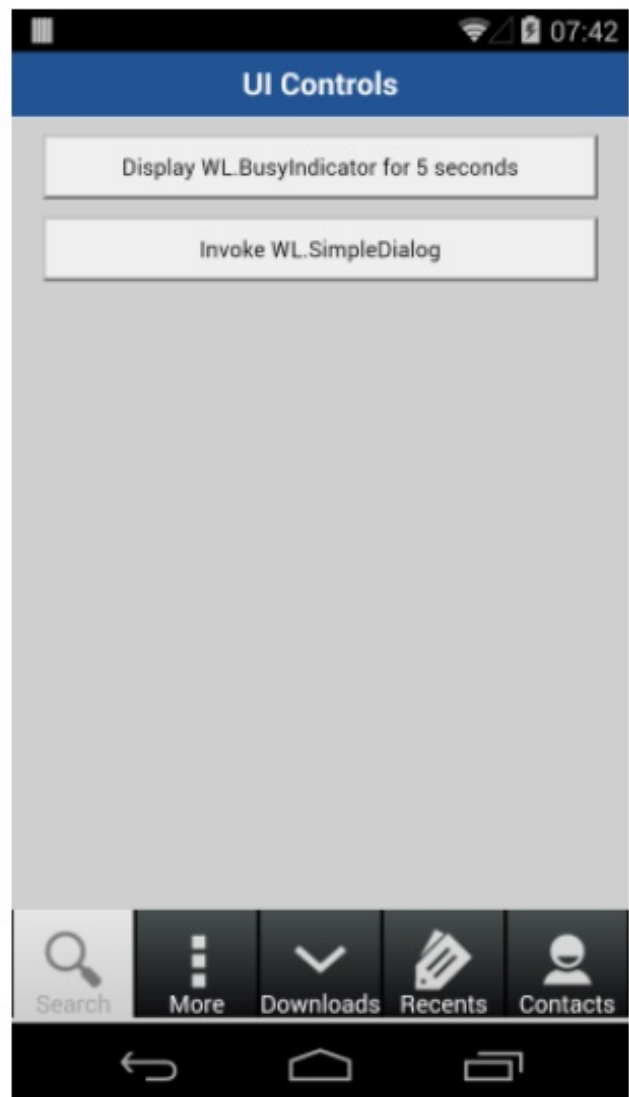 07:42
UI Controls
Display WL.BusyIndicator for 5 seconds
Invoke WL.SimpleDialog
Search More Downloads Recents Contacts